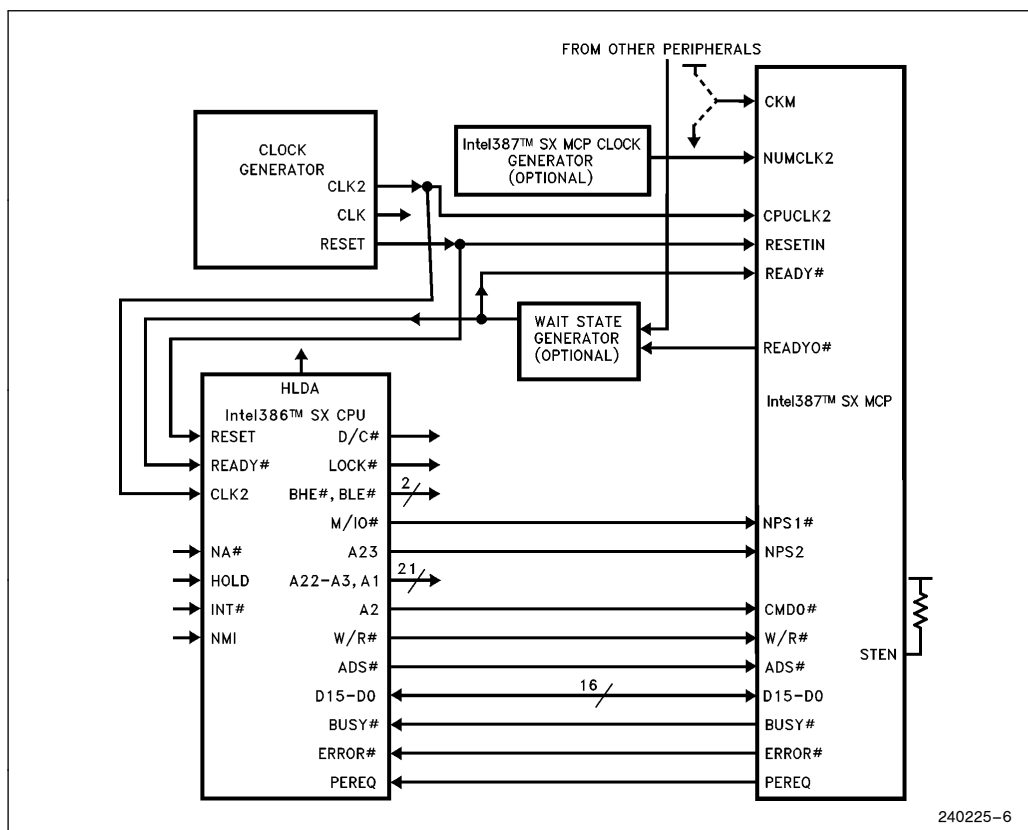 FROM OTHER PERIPHERALS
CLOCK
GENERATOR
CLK2
CLK
RESET
Intel387™ SX MCP CLOCK
GENERATOR
(OPTIONAL)
CKM
NUMCLK2
CPUCLK2
RESETIN
READY#
WAIT STATE
GENERATOR
(OPTIONAL)
READYO#
Intel387™ SX MCP
HLDA
Intel386™ SX CPU
RESET
READY#
CLK2
NA#
HOLD
INT#
NMI
D/C#
LOCK#
BHE#, BLE#
2
M/IO#
A23
A22-A3, A1
21
A2
W/R#
ADS#
D15-D0
16
BUSY#
ERROR#
PEREQ
NPS1#
NPS2
CMD0#
W/R#
STEN
ADS#
D15-D0
BUSY#
ERROR#
PEREQ
240225-6